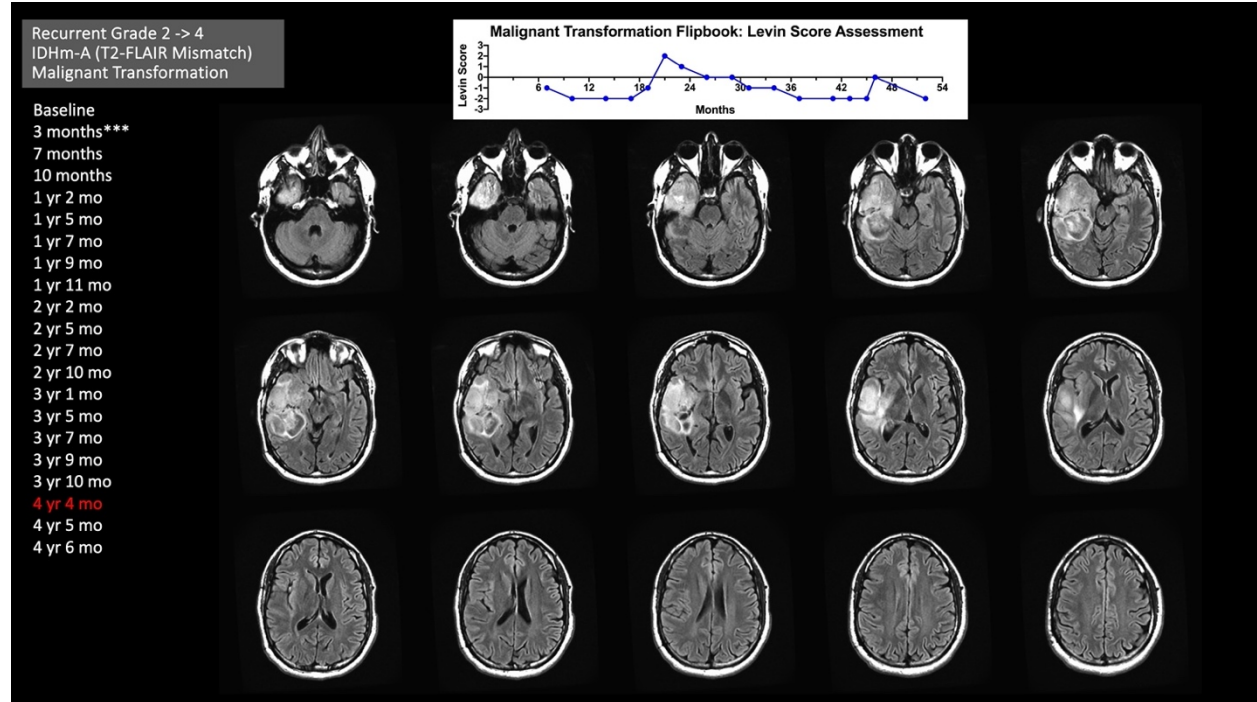 Recurrent Grade 2 -> 4
IDHm-A (T2-FLAIR Mismatch)
Malignant Transformation
Malignant Transformation Flipbook: Levin Score Assessment
Levin Score
3
2
1
0
-1
-2
-3
6
12
18
24
30
36
42
48
54
Months
Baseline
3 months***
7 months
10 months
1 yr 2 mo
1 yr 5 mo
1 yr 7 mo
1 yr 9 mo
1 yr 11 mo
2 yr 2 mo
2 yr 5 mo
2 yr 7 mo
2 yr 10 mo
3 yr 1 mo
3 yr 5 mo
3 yr 7 mo
3 yr 9 mo
3 yr 10 mo
4 yr 4 mo
4 yr 5 mo
4 yr 6 mo